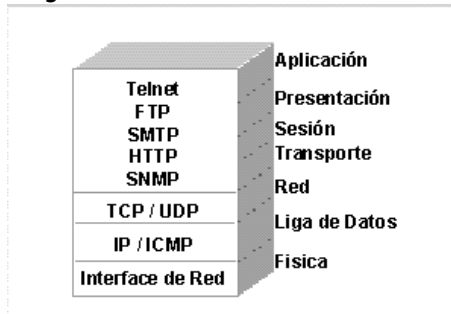 Telnet
FTP
SMTP
HTTP
SNMP
TCP / UDP
IP / ICMP
Interface de Red
Aplicación
Presentación
Sesión
Transporte
Red
Liga de Datos
Fisica